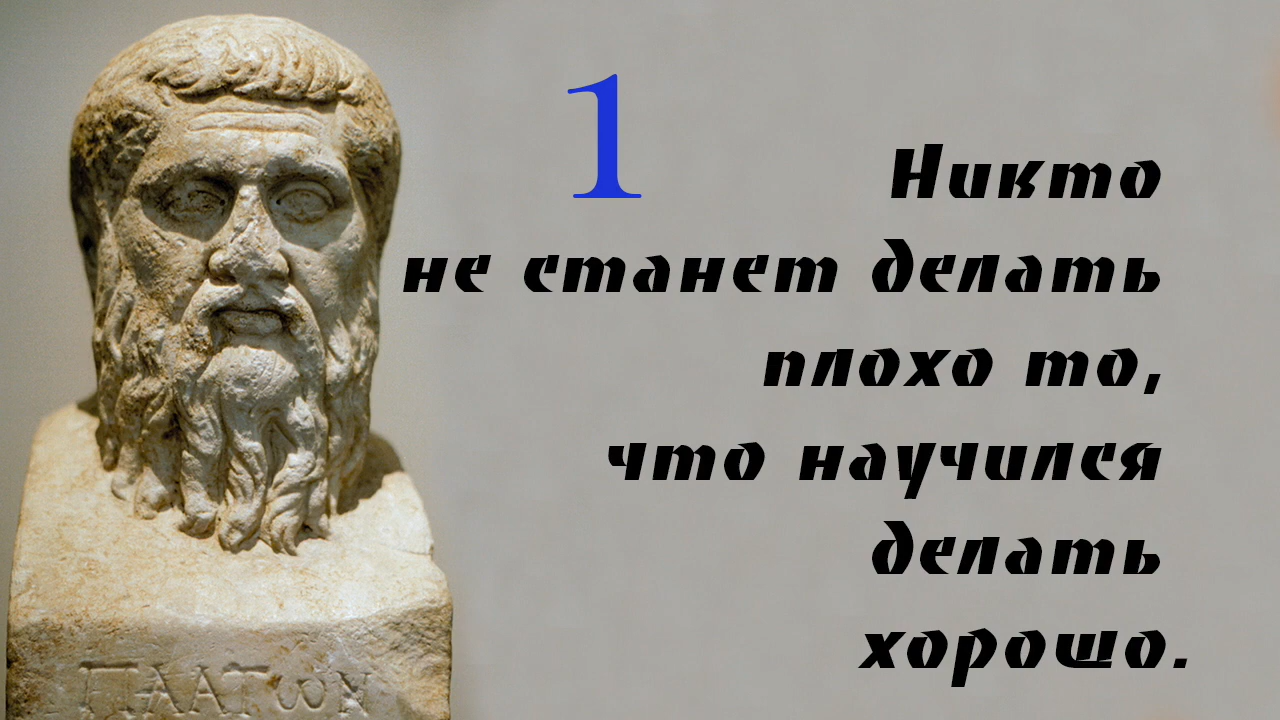 1
Никто
не станет делать
плохо то,
что научился
делать
хорошо.
ΠΛΑΤωΝ